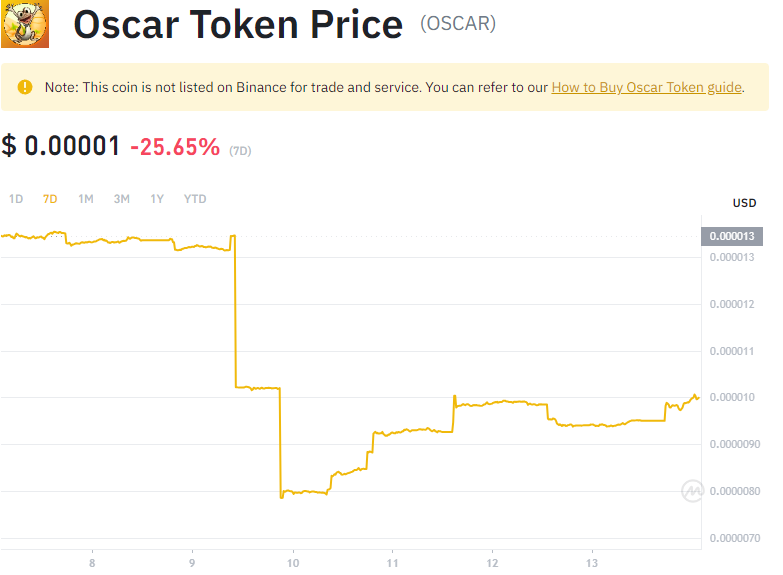 Oscar Token Price (OSCAR)
Note: This coin is not listed on Binance for trade and service. You can refer to our How to Buy Oscar Token guide.
$ 0.00001 -25.65% (7D)
1D 7D 1M 3M 1Y YTD
USD
0.000013
0.000013
0.000012
0.000011
0.000010
0.0000090
0.0000080
0.0000070
8 9 10 11 12 13